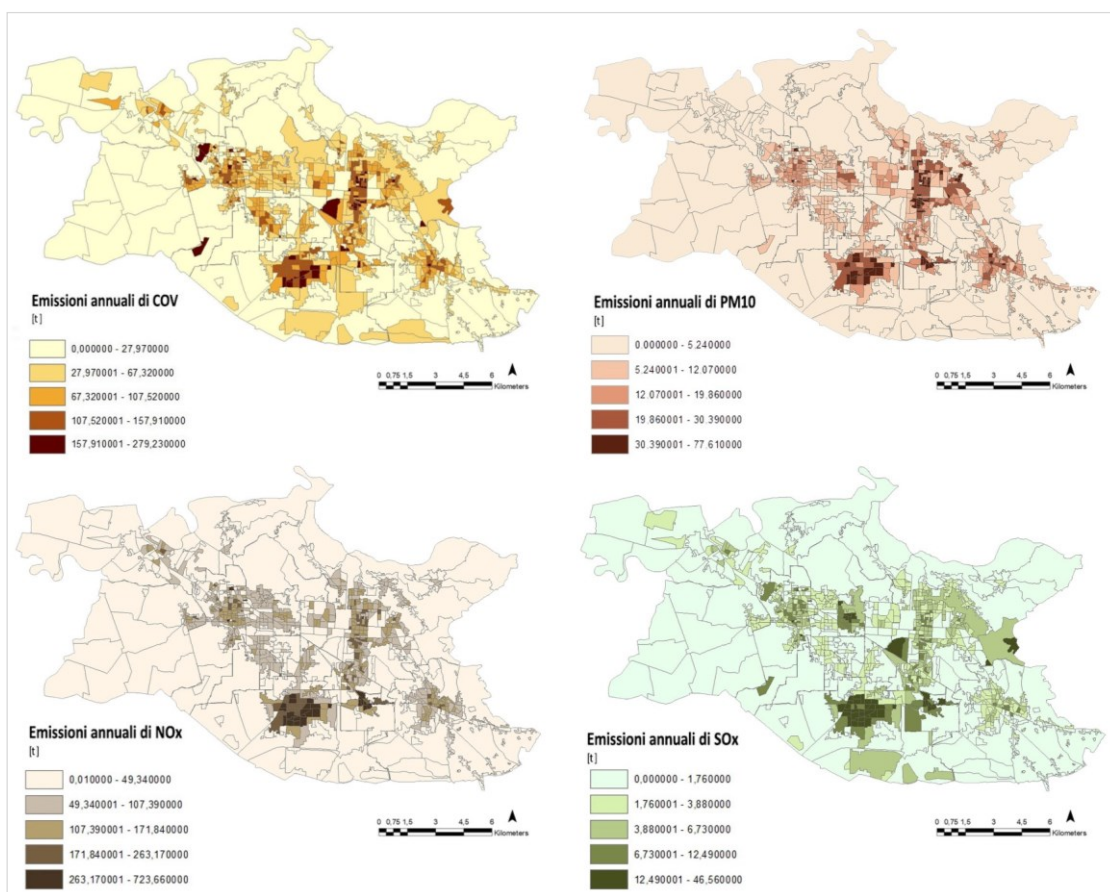 Emissioni annuali di COV
[t]
0,000000 - 27,970000
27,970001 - 67,320000
67,320001 - 107,520000
107,520001 - 157,910000
157,910001 - 279,230000
0 0,75 1,5 3 4,5 6
Kilometers
Emissioni annuali di PM10
[t]
0.000000 - 5.240000
5.240001 - 12.070000
12.070001 - 19.860000
19.860001 - 30.390000
30.390001 - 77.610000
0 0,75 1,5 3 4,5 6
Kilometers
Emissioni annuali di NOx
[t]
0,010000 - 49,340000
49,340001 - 107,390000
107,390001 - 171,840000
171,840001 - 263,170000
263,170001 - 723,660000
0 0,75 1,5 3 4,5 6
Kilometers
Emissioni annuali di SOx
[t]
0,000000 - 1,760000
1,760001 - 3,880000
3,880001 - 6,730000
6,730001 - 12,490000
12,490001 - 46,560000
0 0,75 1,5 3 4,5 6
Kilometers